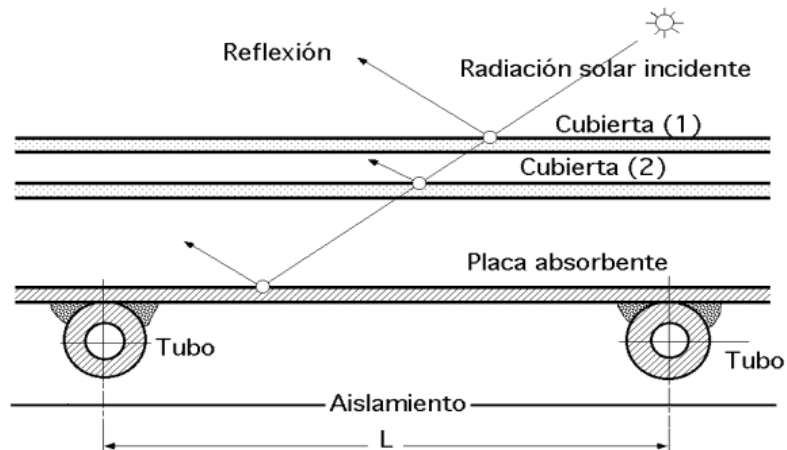 Reflexión
Radiación solar incidente
Cubierta (1)
Cubierta (2)
Placa absorbente
Tubo
Tubo
Aislamiento
L